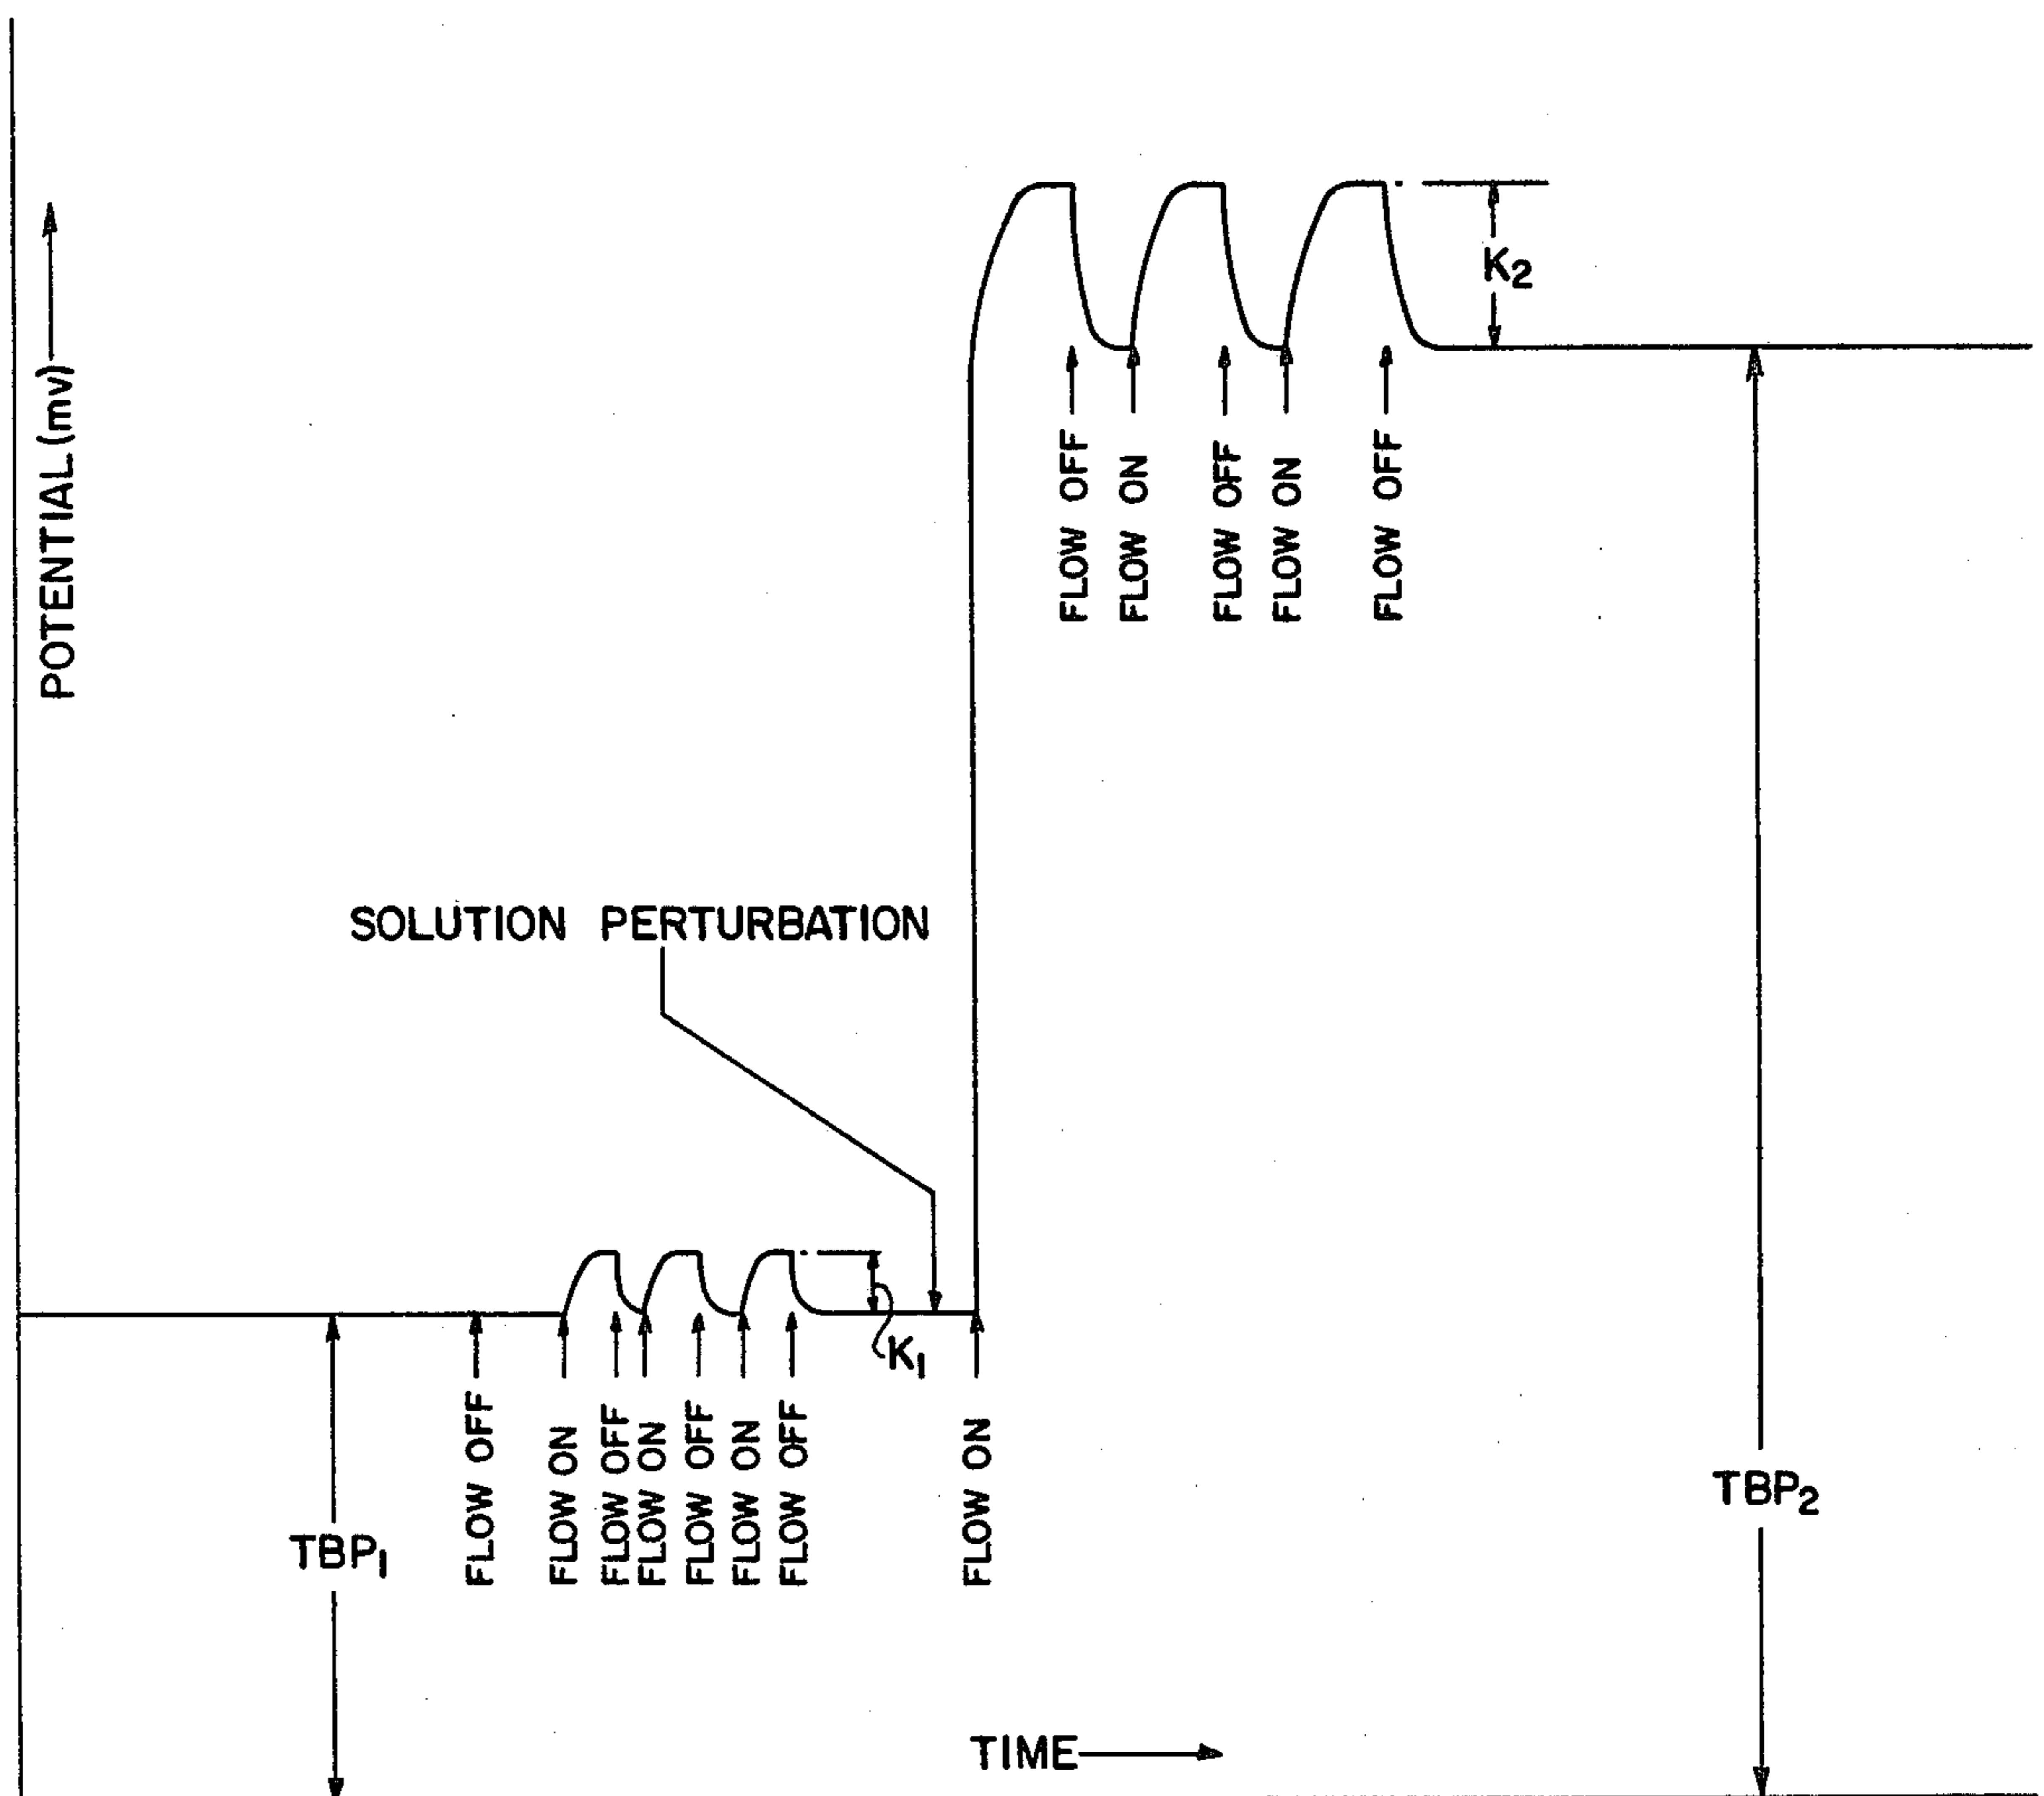 POTENTIAL (mv)
K2
FLOW OFF
FLOW ON
FLOW OFF
FLOW ON
FLOW OFF
SOLUTION PERTURBATION
K1
FLOW OFF
FLOW ON
FLOW OFF
FLOW ON
FLOW OFF
FLOW ON
FLOW OFF
FLOW ON
TBP1
TBP2
TIME